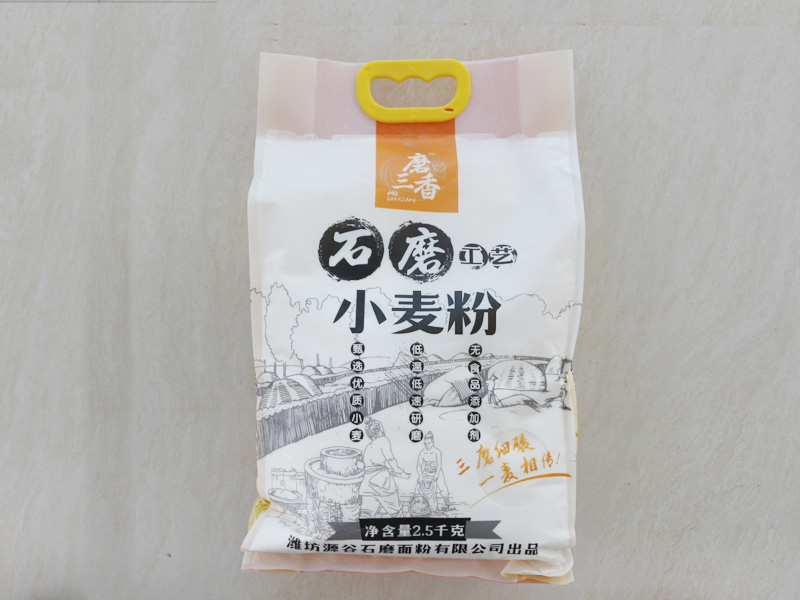 磨
三香
MO
SANXIANG
石磨工艺
小麦粉
甄选优质小麦
低温低速研磨
无食品添加剂
三磨细碾
一麦相传!
净含量2.5千克
潍坊源谷石磨面粉有限公司出品